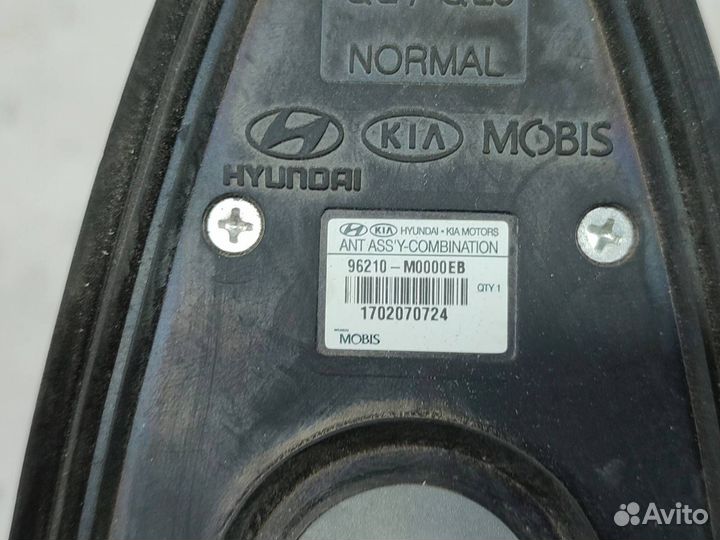 NORMAL
HYUNDAI
KIA
MOBIS
KIA HYUNDAI • KIA MOTORS
ANT ASS'Y-COMBINATION
96210-M0000EB
QTY 1
1702070724
MOBIS
Avito